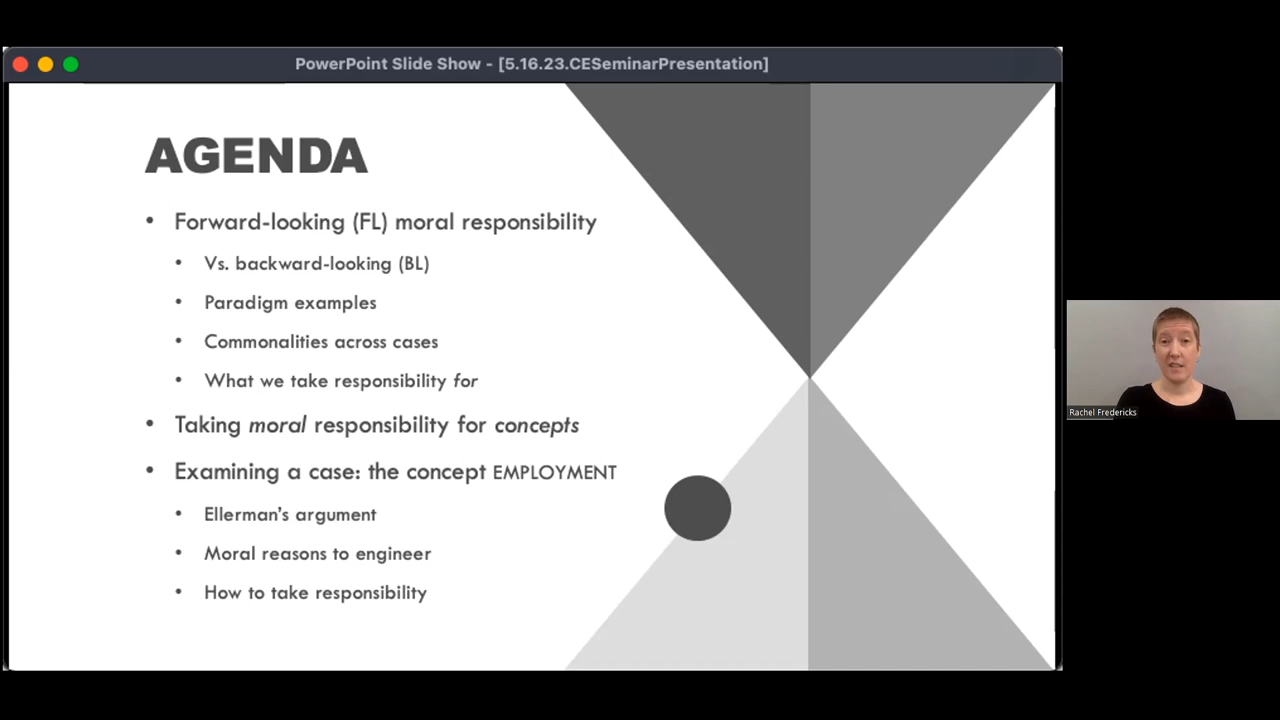 PowerPoint Slide Show - [5.16.23.CESeminarPresentation]
AGENDA
• Forward-looking (FL) moral responsibility
• Vs. backward-looking (BL)
• Paradigm examples
• Commonalities across cases
• What we take responsibility for
• Taking moral responsibility for concepts
• Examining a case: the concept EMPLOYMENT
• Ellerman's argument
• Moral reasons to engineer
• How to take responsibility
Rachel Fredericks